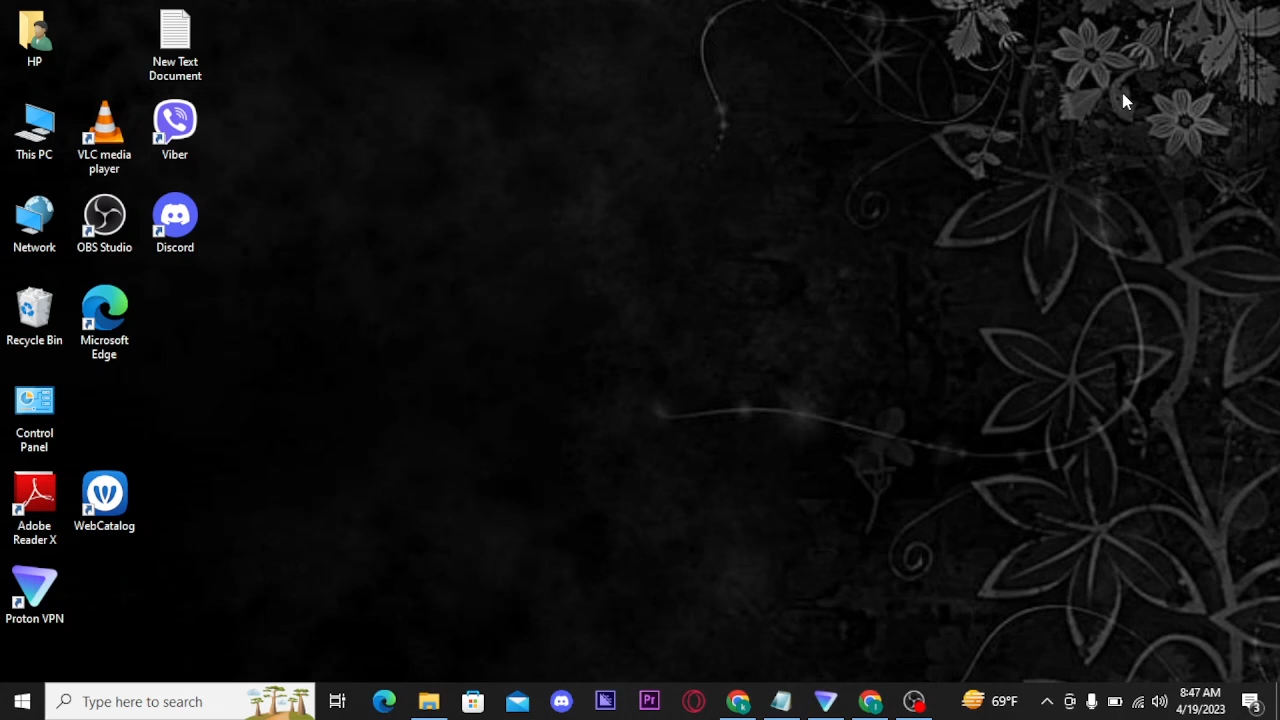 HP
New Text
Document
This PC
VLC media
player
Viber
Network
OBS Studio
Discord
Recycle Bin
Microsoft
Edge
Control
Panel
Adobe
Reader X
WebCatalog
Proton VPN
Type here to search
Pr
69°F
8:47 AM
4/19/2023
3